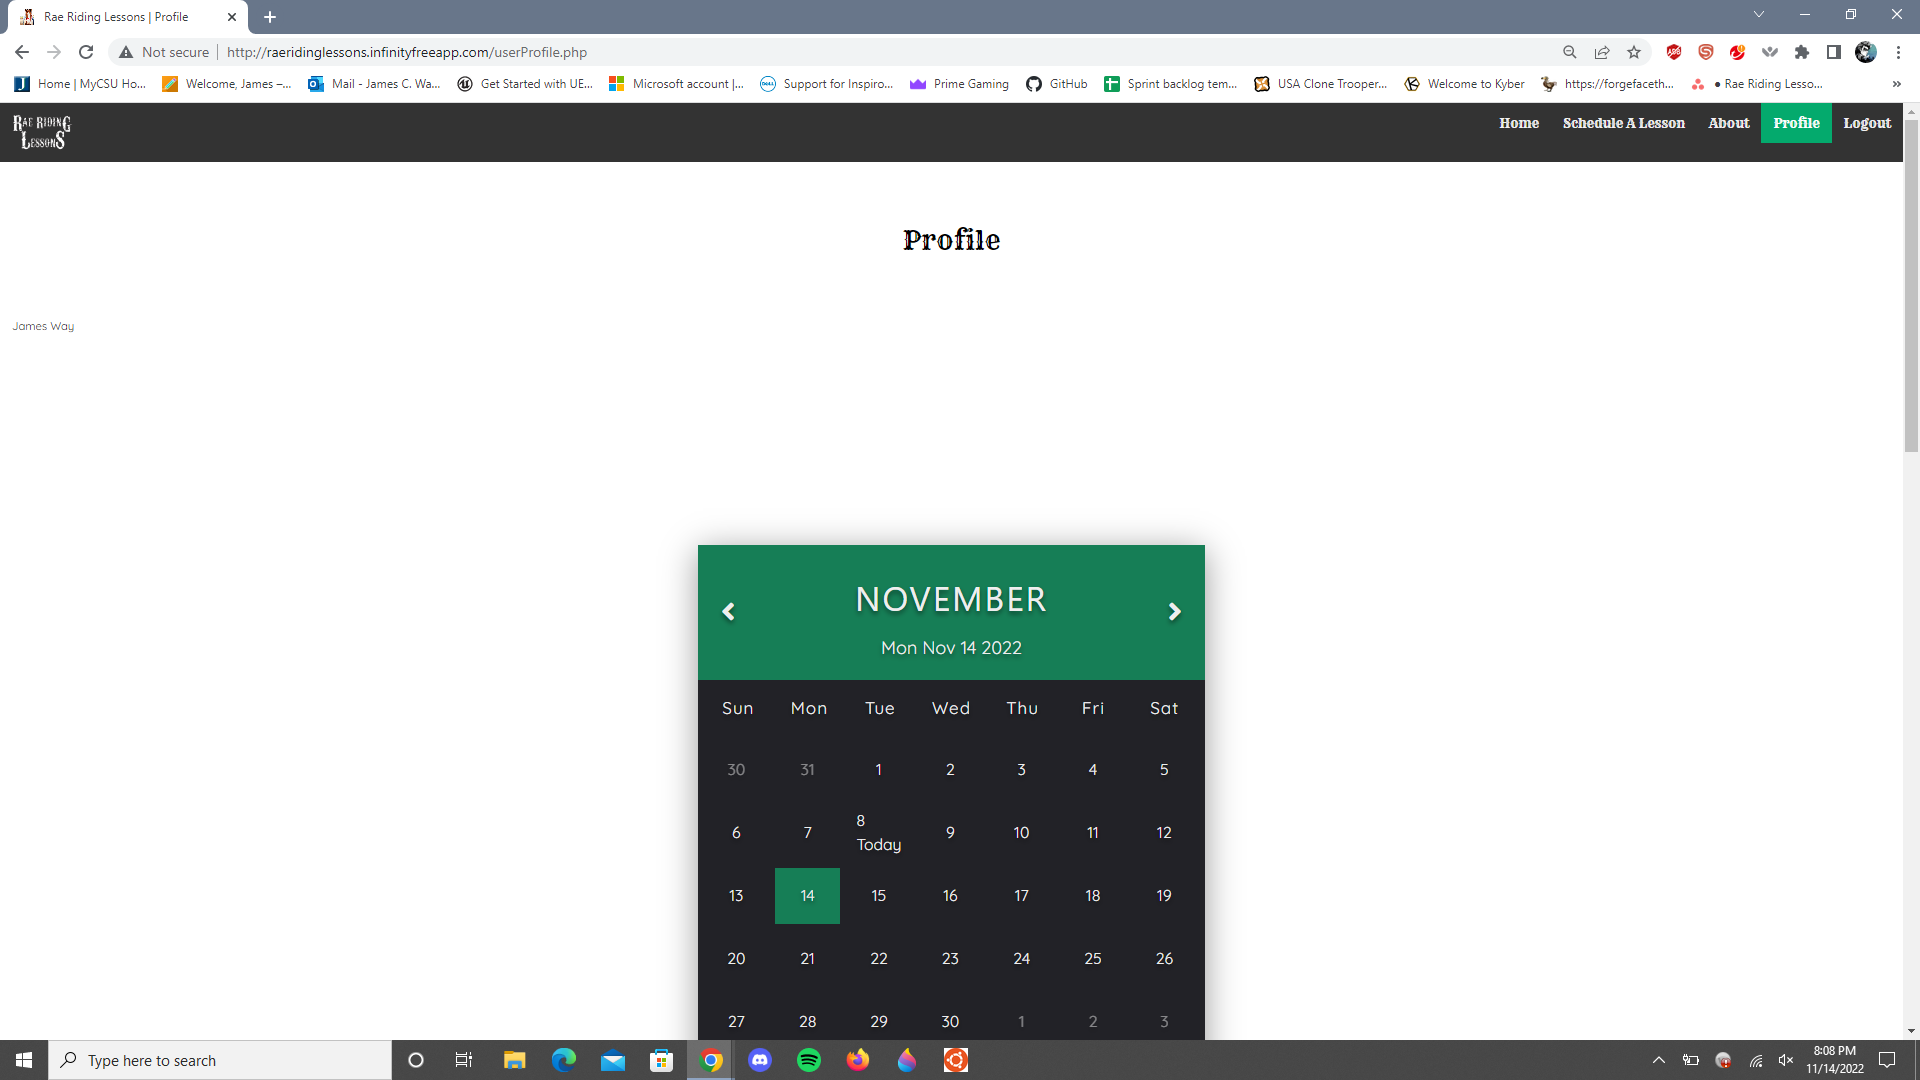 Rae Riding Lessons | Profile
Not secure
http://raeridinglessons.infinityfreeapp.com/userProfile.php
Home | MyCSU Ho...
Welcome, James –...
Mail - James C. Wa...
Get Started with UE...
Microsoft account |...
Support for Inspiro...
Prime Gaming
GitHub
Sprint backlog tem...
USA Clone Trooper...
Welcome to Kyber
https://forgefaceth...
● Rae Riding Lesso...
»
RAE RIDING
LESSONS
Home Schedule A Lesson About Profile Logout
Profile
James Way
NOVEMBER
Mon Nov 14 2022
Sun Mon Tue Wed Thu Fri Sat
30 31 1 2 3 4 5
6 7 8 Today 9 10 11 12
13 14 15 16 17 18 19
20 21 22 23 24 25 26
27 28 29 30 1 2 3
Type here to search
8:08 PM
11/14/2022